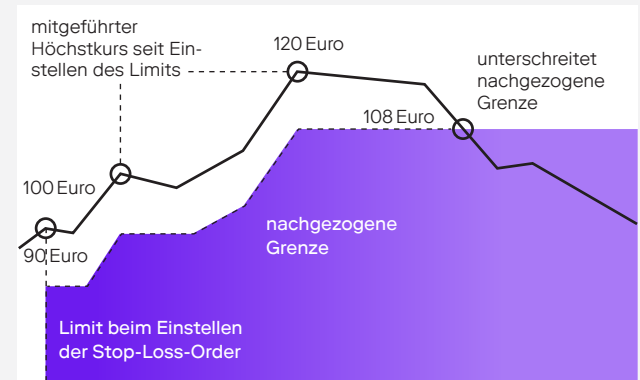 mitgeführter
Höchstkurs seit Ein-
stellen des Limits
120 Euro
unterschreitet
nachgezogene
Grenze
108 Euro
100 Euro
90 Euro
nachgezogene
Grenze
Limit beim Einstellen
der Stop-Loss-Order